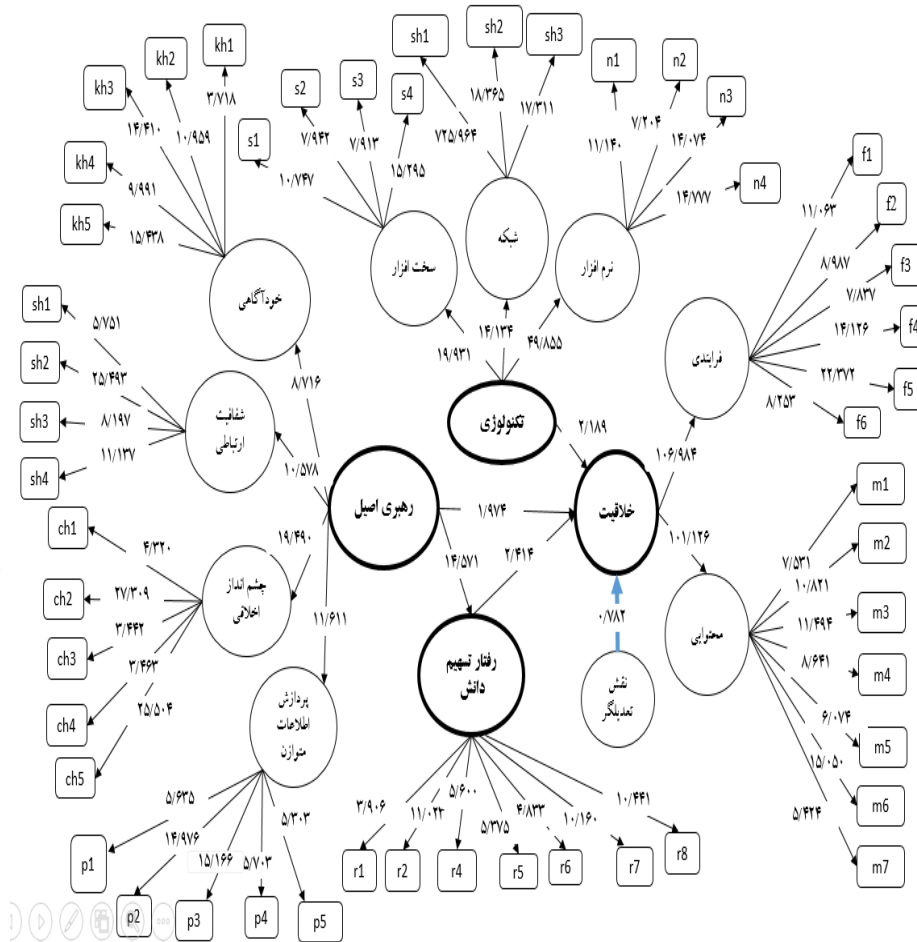 kh1
kh2
kh3
kh4
kh5
۳/۷۱۸
۱۰/۹۵۹
۱۴/۴۱۰
۹/۹۹۱
۱۵/۴۳۸
خودآگاهی
s1
s2
s3
s4
۱۰/۷۴۷
۷/۹۴۲
۷/۹۱۳
۱۵/۲۹۵
سخت افزار
sh1
sh2
sh3
۷۲۵/۹۶۴
۱۸/۳۶۵
۱۷/۳۱۱
شبکه
n1
n2
n3
n4
۱۱/۱۴۰
۷/۲۰۴
۱۴/۰۷۴
۱۴/۷۷۷
نرم افزار
f1
f2
f3
f4
f5
f6
۱۱/۰۶۳
۸/۹۸۷
۷/۸۳۷
۱۴/۱۲۶
۲۲/۳۷۲
۸/۲۵۳
فرایندی
۱۹/۹۳۱
۱۴/۱۳۴
۴۹/۸۵۵
تکنولوژی
۲/۱۸۹
sh1
sh2
sh3
sh4
۵/۷۵۱
۲۵/۴۹۳
۸/۱۹۷
۱۱/۱۳۷
شفافیت
ارتباطی
۸/۷۱۶
۱۰/۵۷۸
۱۹/۴۹۰
۱۱/۶۱۱
رهبری اصیل
۱/۹۷۴
۱۴/۵۷۱
۲/۴۱۴
خلاقیت
۱۰۶/۹۸۴
۱۰۱/۱۲۶
ch1
ch2
ch3
ch4
ch5
۴/۳۲۰
۲۷/۳۰۹
۳/۴۴۲
۳/۴۶۳
۲۵/۵۰۴
چشم انداز
اخلاقی
پردازش
اطلاعات
متوازن
۵/۶۳۵
۱۴/۹۷۶
۱۵/۱۶۶
۵/۷۰۳
۵/۳۰۳
p1
p2
p3
p4
p5
رفتار تسهیم
دانش
۳/۹۰۶
۱۱/۰۲۲
۵/۶۰۰
۵/۳۷۵
۴/۸۳۳
۱۰/۱۶۰
۱۰/۴۴۱
r1
r2
r4
r5
r6
r7
r8
۰/۷۸۲
نقش
تعدیلگر
محتوایی
۷/۵۳۱
۱۰/۸۲۱
۱۱/۴۹۴
۸/۶۴۱
۶/۰۷۴
۱۵/۰۵۰
۵/۴۲۴
m1
m2
m3
m4
m5
m6
m7